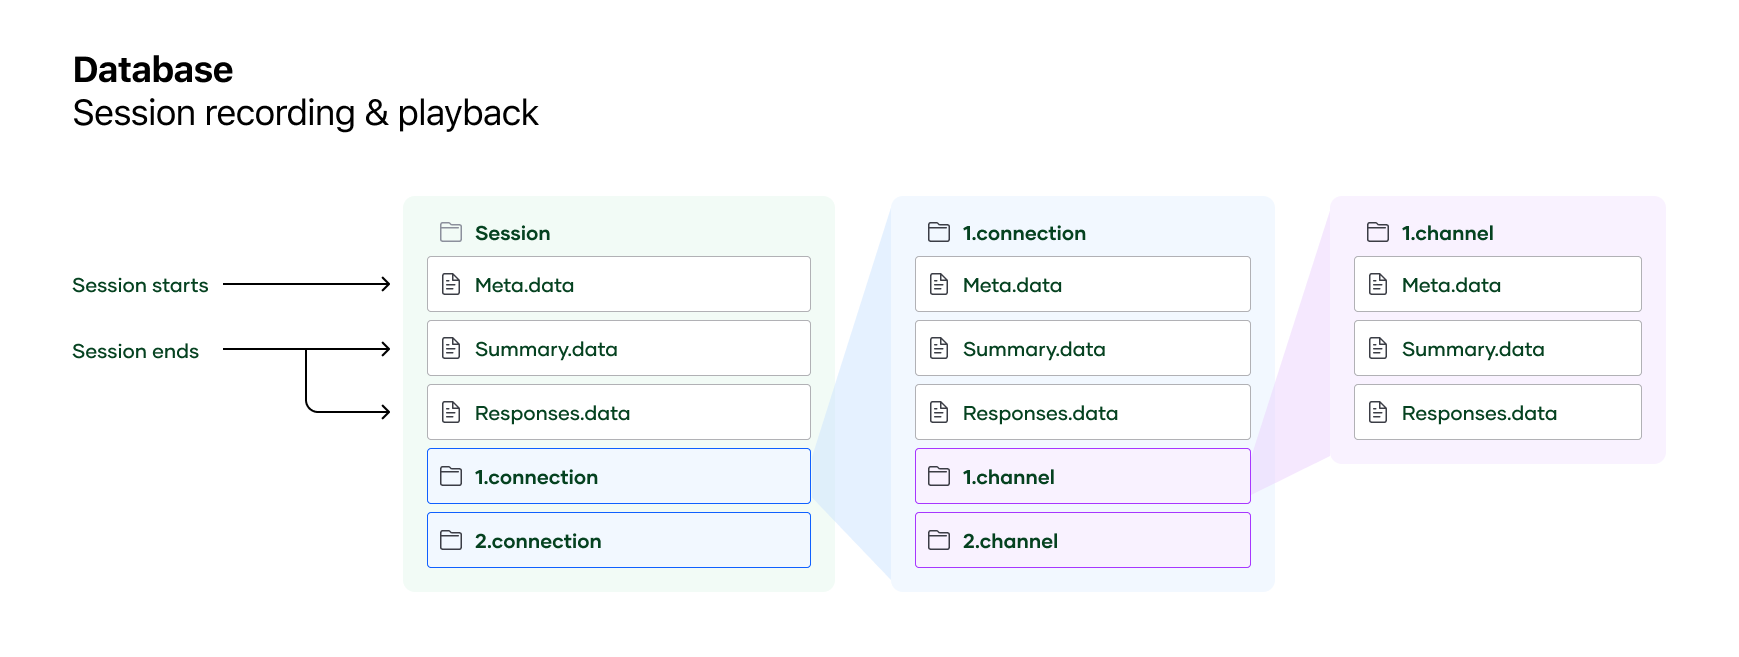 Database
Session recording & playback
Session starts
Session ends
Session
Meta.data
Summary.data
Responses.data
1.connection
2.connection
1.connection
Meta.data
Summary.data
Responses.data
1.channel
2.channel
1.channel
Meta.data
Summary.data
Responses.data